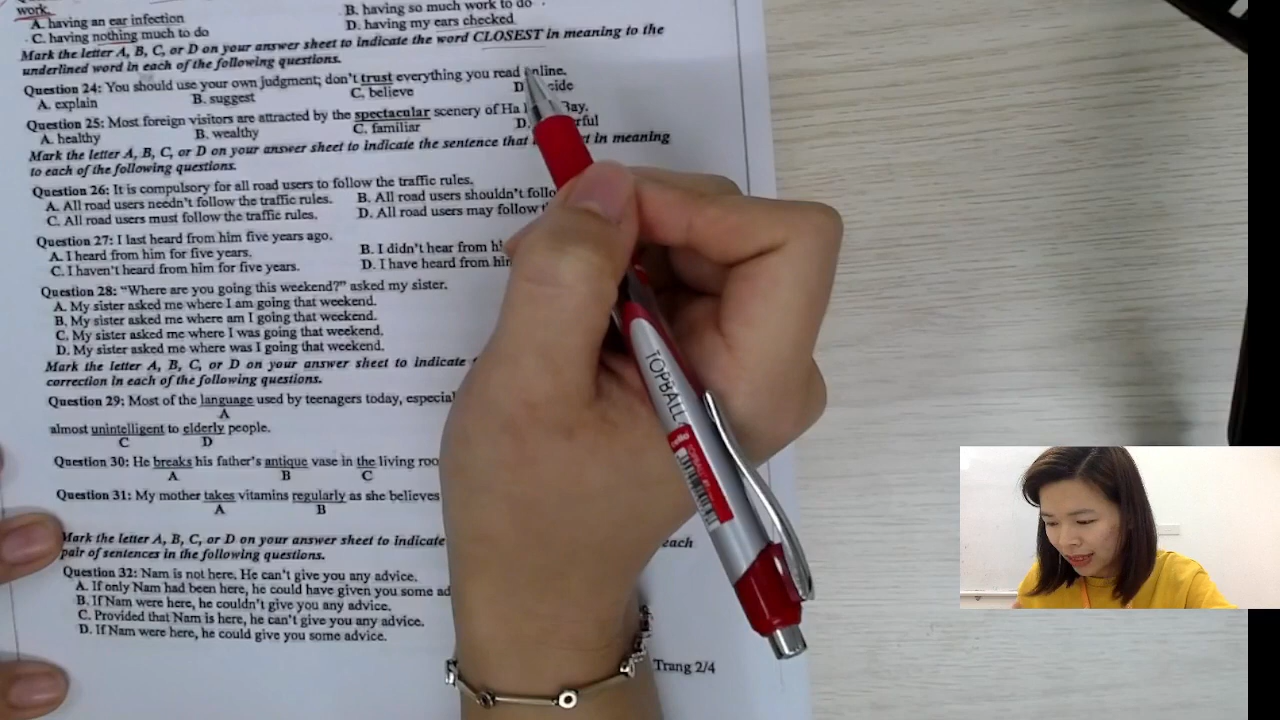 work.
A. having an ear infection B. having so much work to do
C. having nothing much to do D. having my ears checked
Mark the letter A, B, C, or D on your answer sheet to indicate the word CLOSEST in meaning to the
underlined word in each of the following questions.
Question 24: You should use your own judgment; don't trust everything you read online.
A. explain B. suggest C. believe D
Question 25: Most foreign visitors are attracted by the spectacular scenery of Ha Bay.
A. healthy B. wealthy C. familiar D.
Mark the letter A, B, C, or D on your answer sheet to indicate the sentence that in meaning
to each of the following questions.
Question 26: It is compulsory for all road users to follow the traffic rules.
A. All road users needn't follow the traffic rules. B. All road users shouldn't
C. All road users must follow the traffic rules. D. All road users may follow
Question 27: I last heard from him five years ago.
A. I heard from him for five years. B. I didn't hear from
C. I haven't heard from him for five years. D. I have heard from
Question 28: "Where are you going this weekend?" asked my sister.
A. My sister asked me where I am going that weekend.
B. My sister asked me where am I going that weekend.
C. My sister asked me where I was going that weekend.
D. My sister asked me where was I going that weekend.
Mark the letter A, B, C, or D on your answer sheet to indicate
correction in each of the following questions.
Question 29: Most of the language used by teenagers today,
A
almost unintelligent to elderly people.
C D
Question 30: He breaks his father's antique vase in the living
A B C
Question 31: My mother takes vitamins regularly as she believes
A B
Mark the letter A, B, C, or D on your answer sheet to indicate each
pair of sentences in the following questions.
Question 32: Nam is not here. He can't give you any advice.
A. If only Nam had been here, he could have given you some
B. If Nam were here, he couldn't give you any advice.
C. Provided that Nam is here, he can't give you any advice.
D. If Nam were here, he could give you some advice.
Trang 2/4
TOPBALL
cello